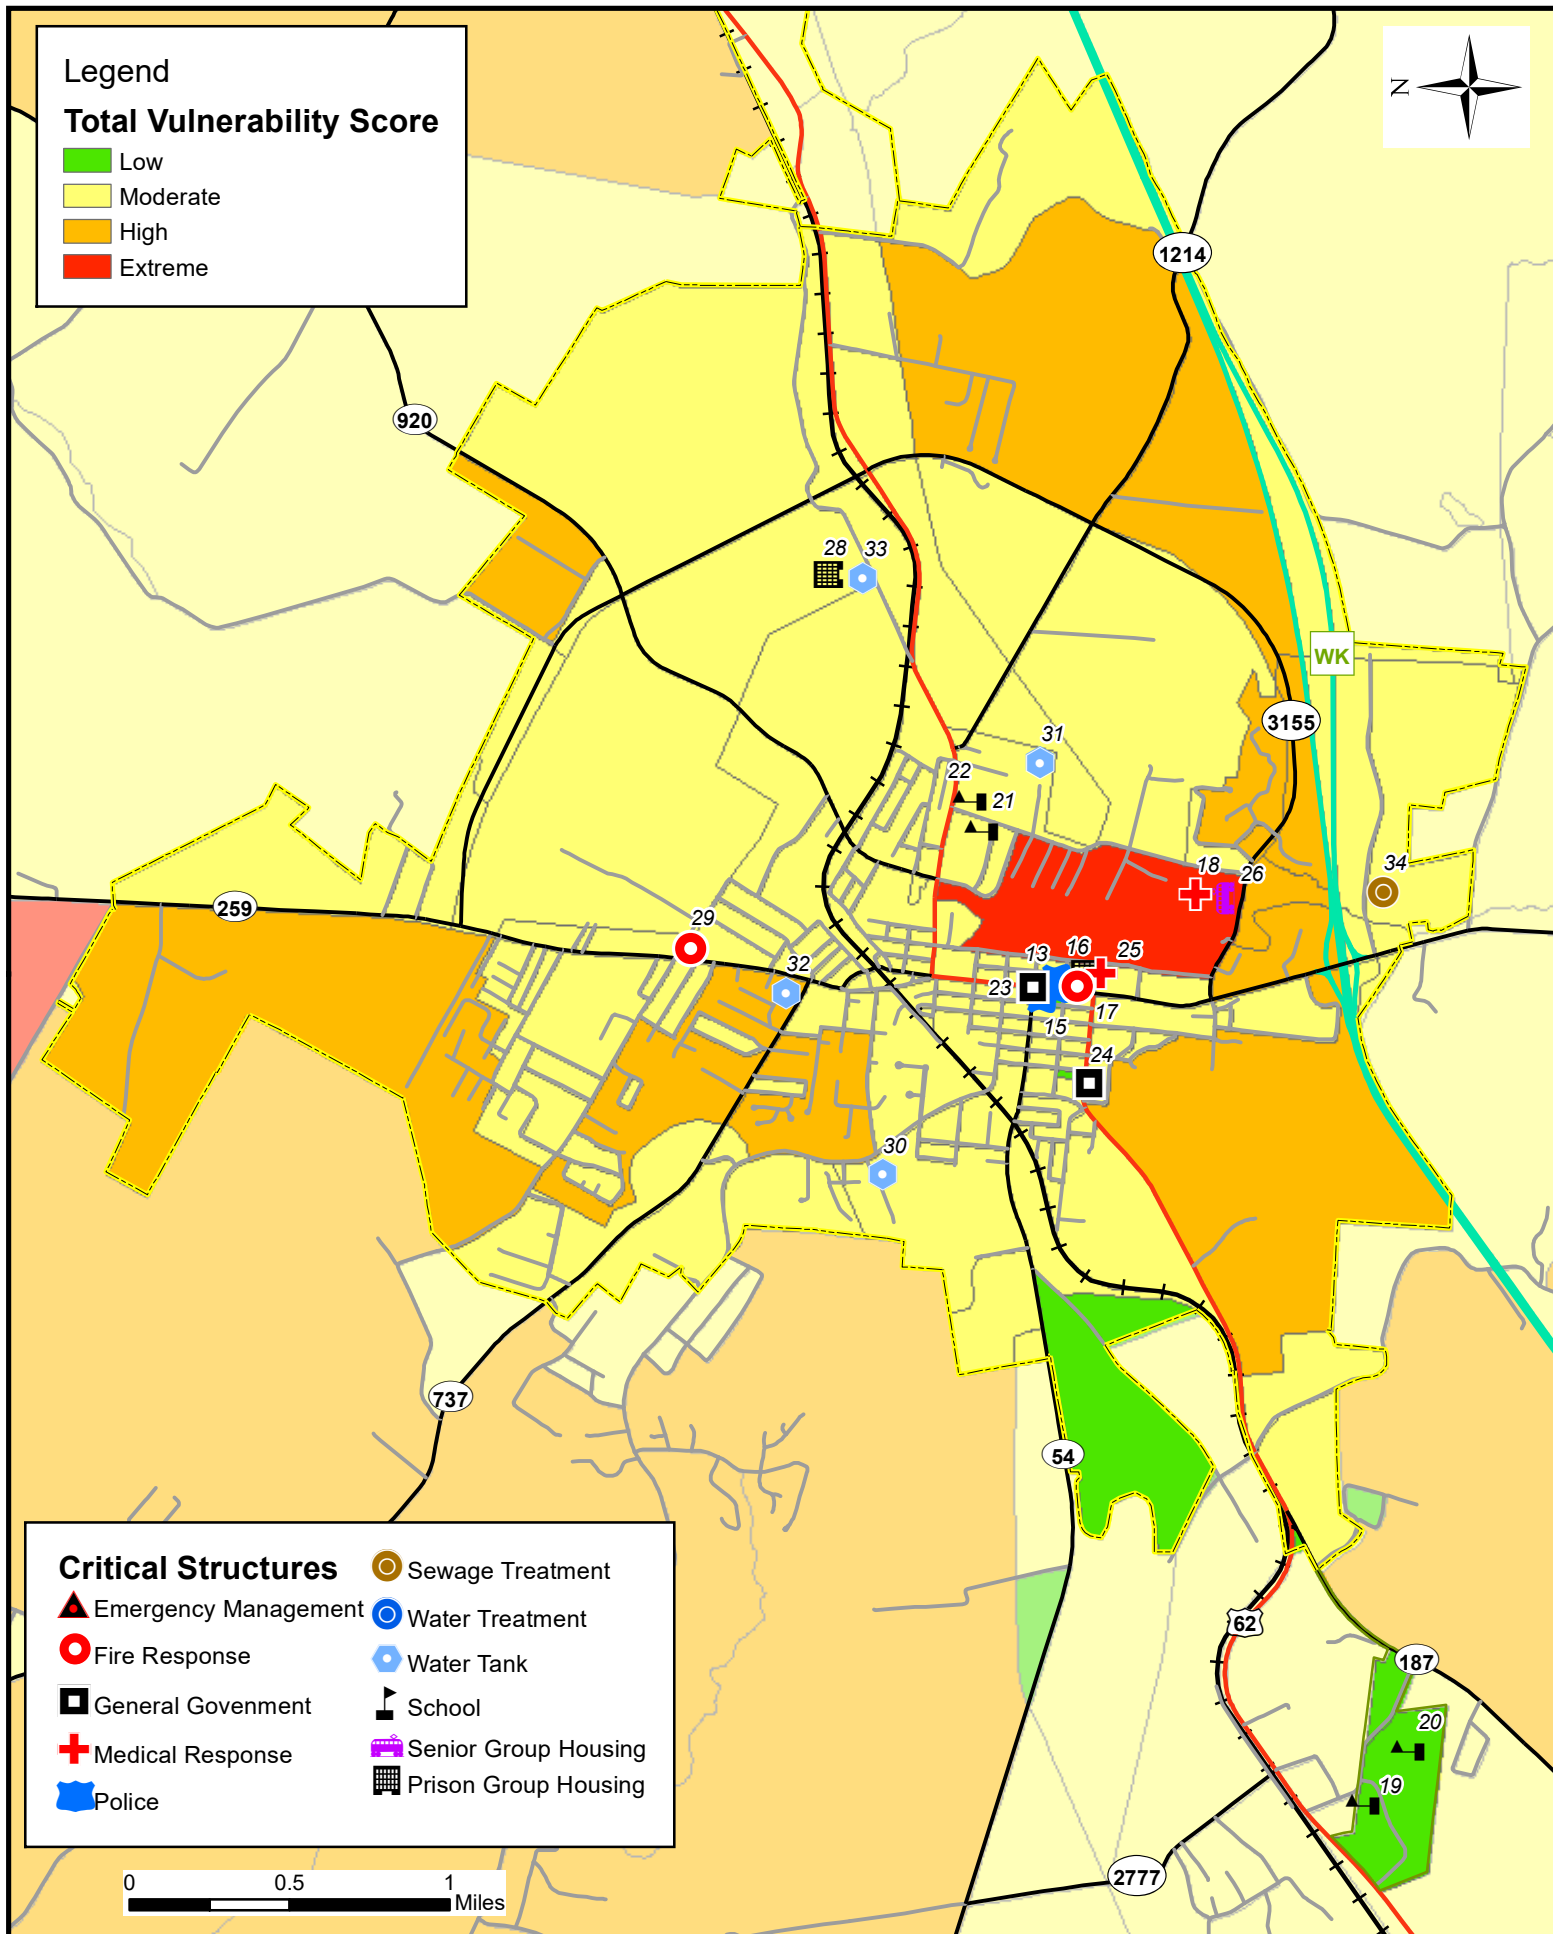 Legend
Total Vulnerability Score
Low
Moderate
High
Extreme
N
1214
920
28 33
WK
3155
31
22
21
18 26
34
259
29
32
13 16 25
23
15 17
24
30
737
54
62
187
20
19
2777
Critical Structures
Emergency Management
Fire Response
General Govenment
Medical Response
Police
Sewage Treatment
Water Treatment
Water Tank
School
Senior Group Housing
Prison Group Housing
0 0.5 1
Miles